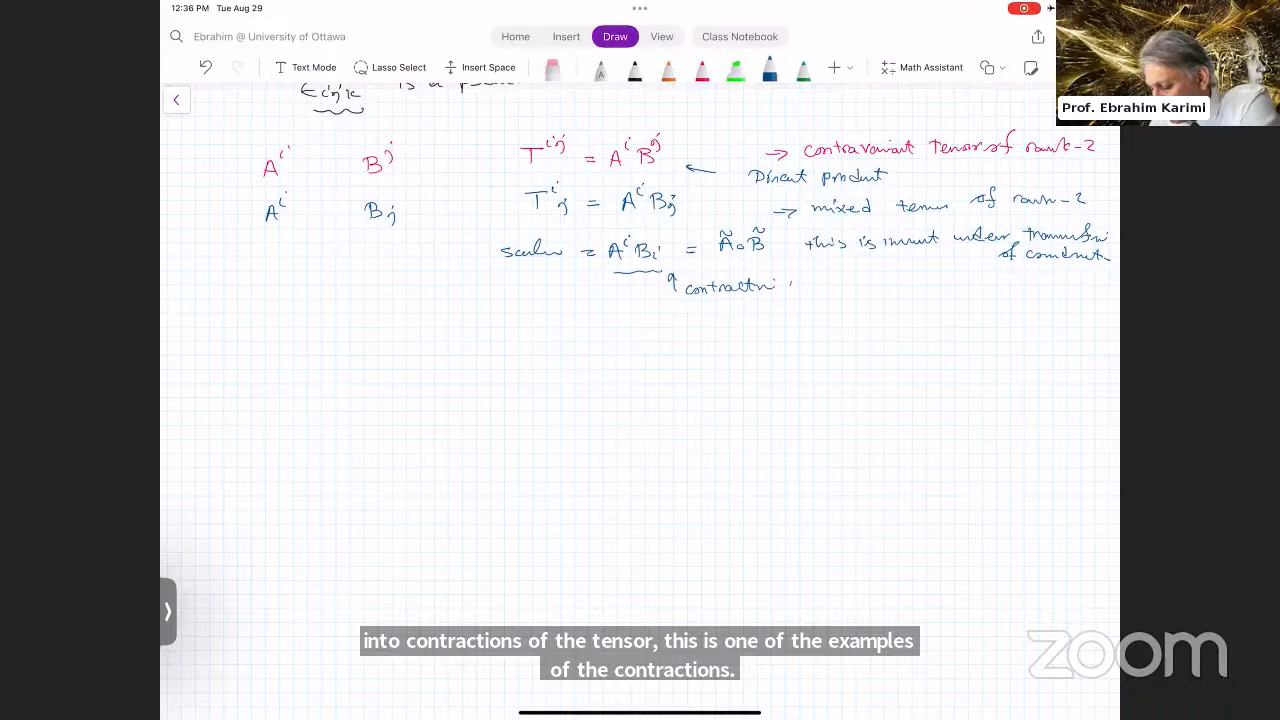 12:36 PM Tue Aug 29
Ebrahim @ University of Ottawa
Home Insert Draw View Class Notebook
Text Mode Lasso Select Insert Space Math Assistant
Prof. Ebrahim Karimi
ϵijk is a
A^i B^j T^ij = A^i B^j → contravariant tensor of rank-2
← Direct product
A^i B_j T^i_j = A^i B_j → mixed tensor of rank-2
scalar = A^i B_i = Ã∘B̃ this is under
of
↑ contraction
into contractions of the tensor, this is one of the examples
of the contractions.
zoom